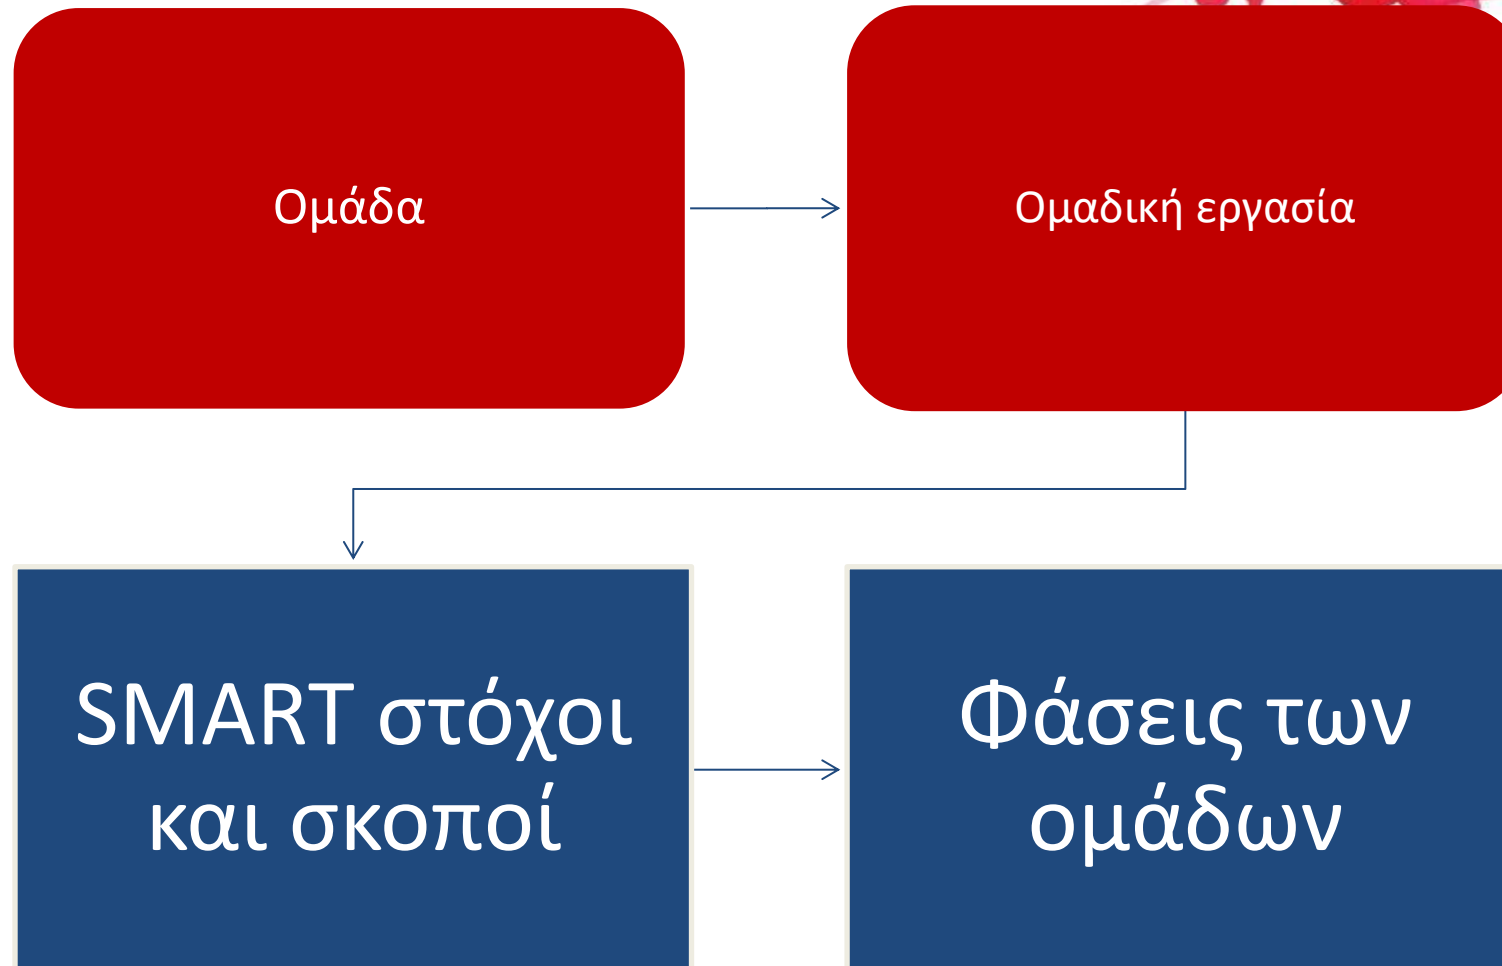 Ομάδα
Ομαδική εργασία
SMART στόχοι
και σκοποί
Φάσεις των
ομάδων